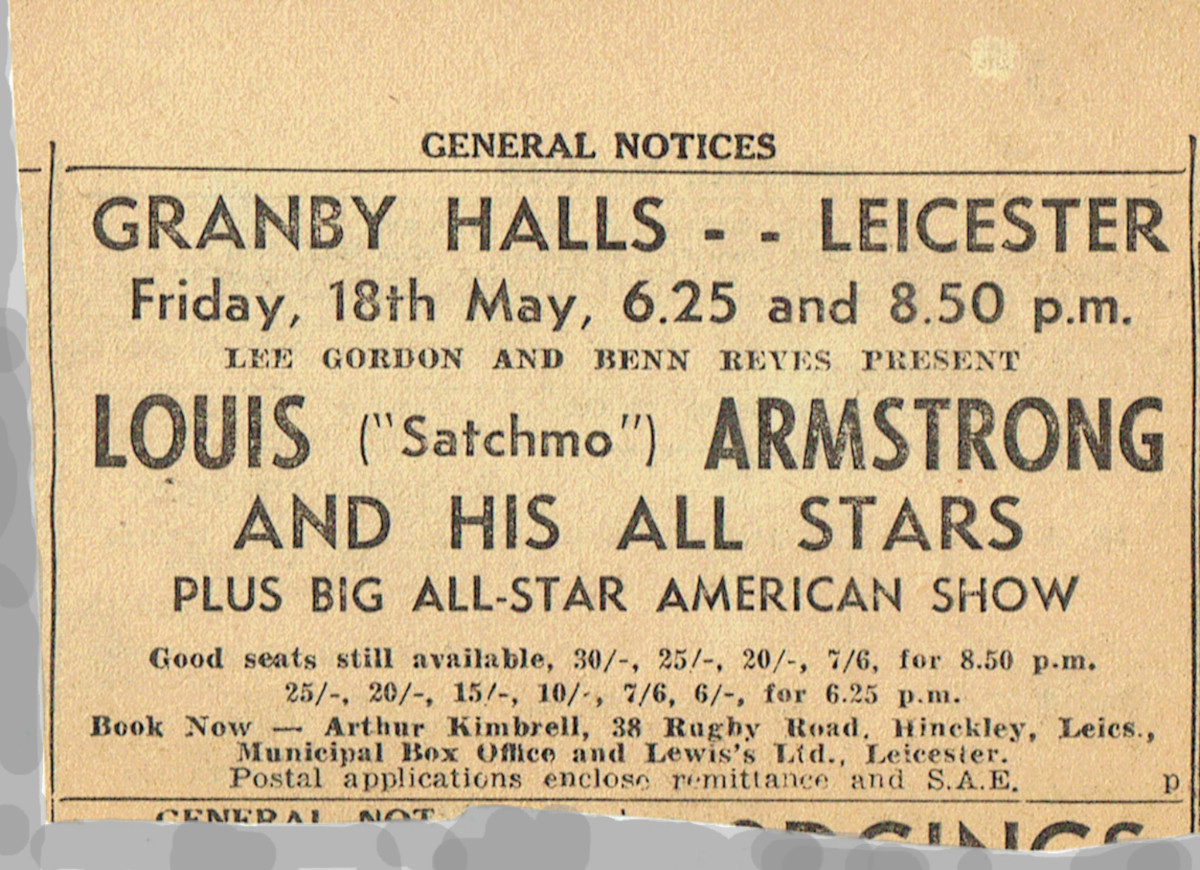 GENERAL NOTICES
GRANBY HALLS - - LEICESTER
Friday, 18th May, 6.25 and 8.50 p.m.
LEE GORDON AND BENN REYES PRESENT
LOUIS ("Satchmo") ARMSTRONG
AND HIS ALL STARS
PLUS BIG ALL-STAR AMERICAN SHOW
Good seats still available, 30/-, 25/-, 20/-, 7/6, for 8.50 p.m.
25/-, 20/-, 15/-, 10/-, 7/6, 6/-, for 6.25 p.m.
Book Now — Arthur Kimbrell, 38 Rugby Road, Hinckley, Leics.,
Municipal Box Office and Lewis's Ltd., Leicester.
Postal applications enclose remittance and S.A.E. p
GENERAL